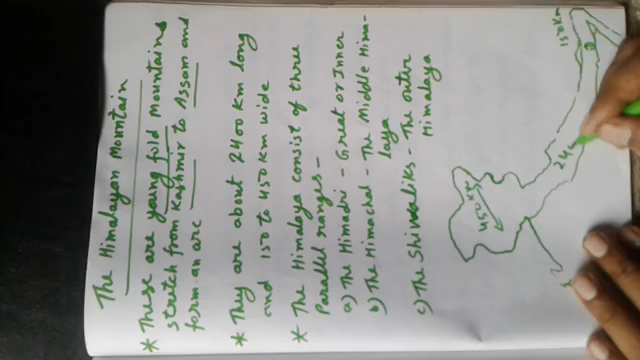 The Himalayan Mountain
* These are young fold mountains
stretch from Kashmir to Assam and
form an arc
* They are about 2400 Km long
and 150 to 450 Km wide
* The Himalaya consist of three
Parallel ranges -
a) The Himadri - Great or Inner
b) The Himachal - The Middle Hima-
laya
c) The Shivaliks - The outer
Himalaya
450 Km
240
150 Km